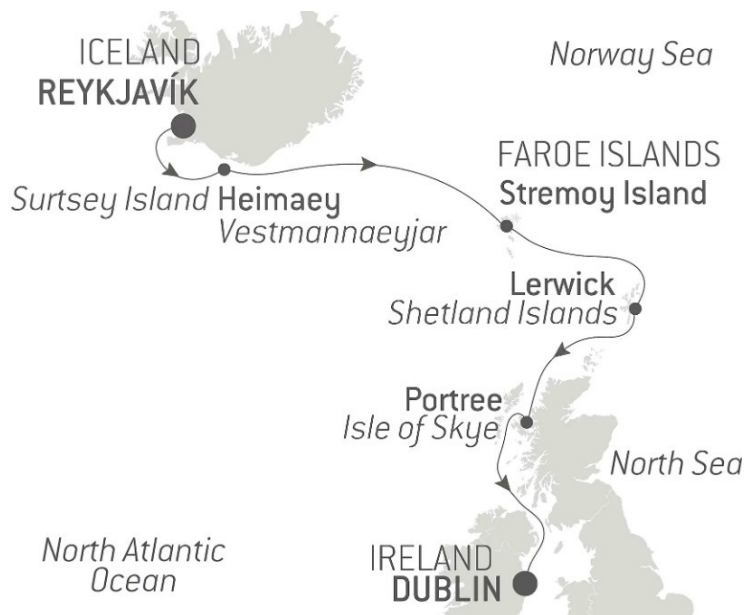 ICELAND
REYKJAVÍK
Norway Sea
FAROE ISLANDS
Stremoy Island
Surtsey Island Heimaey
Vestmannaeyjar
Lerwick
Shetland Islands
Portree
Isle of Skye
North Sea
North Atlantic
Ocean
IRELAND
DUBLIN